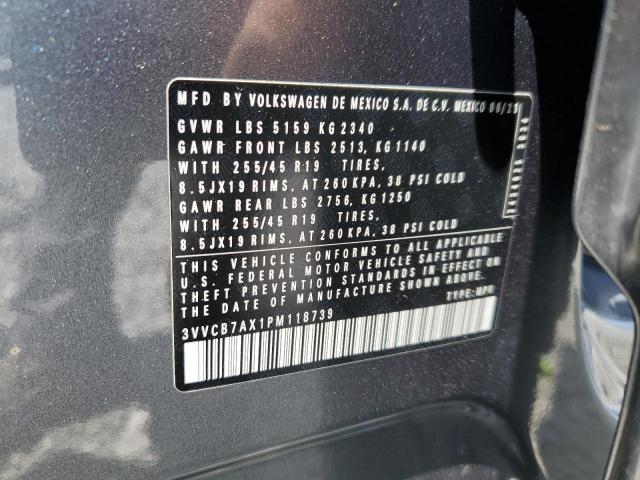 MFD BY VOLKSWAGEN DE MEXICO S.A. DE C.V. MEXICO 06/23
GVWR LBS 5159 KG 2340
GAWR FRONT LBS 2513, KG 1140
WITH 255/45 R19 TIRES,
8.5JX19 RIMS, AT 260 KPA, 38 PSI COLD
GAWR REAR LBS 2756, KG 1250
WITH 255/45 R19 TIRES,
8.5JX19 RIMS, AT 260 KPA, 38 PSI COLD
THIS VEHICLE CONFORMS TO ALL APPLICABLE
U.S. FEDERAL MOTOR VEHICLE SAFETY AND
THEFT PREVENTION STANDARDS IN EFFECT ON
THE DATE OF MANUFACTURE SHOWN ABOVE.
TYPE: MPV
3VVCB7AX1PM118739